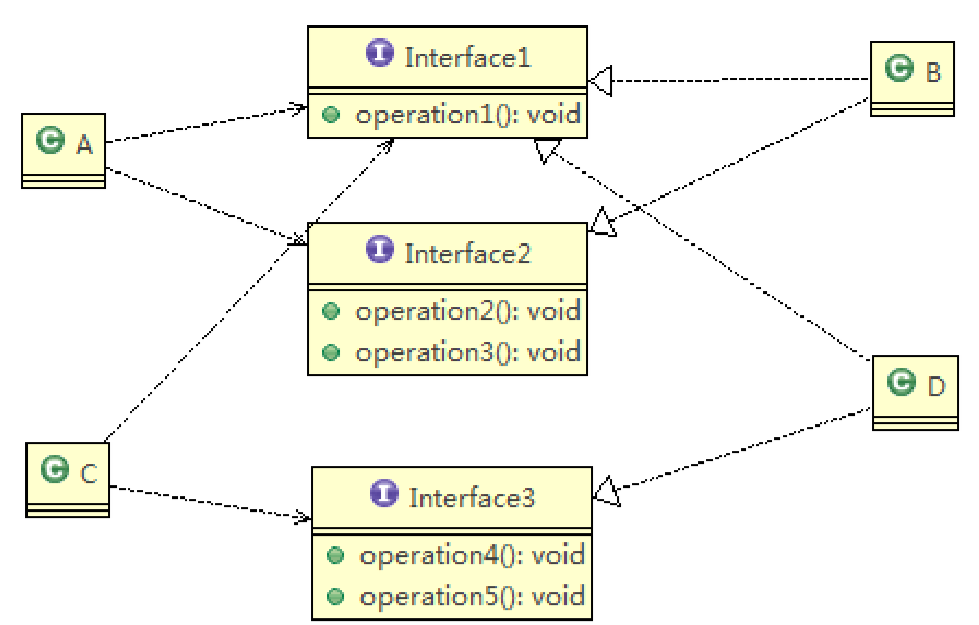 I Interface1
operation1(): void
C B
C A
I Interface2
operation2(): void
operation3(): void
C D
C C
I Interface3
operation4(): void
operation5(): void